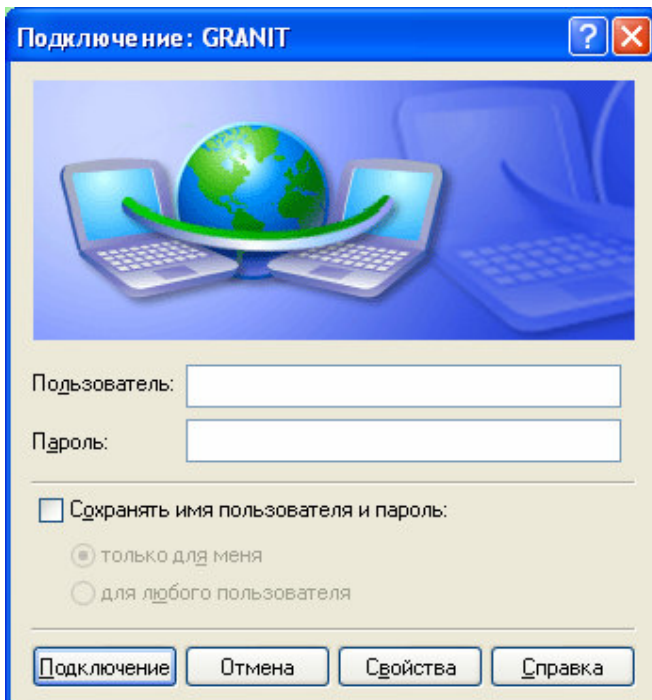 Подключение: GRANIT
Пользователь:
Пароль:
Сохранять имя пользователя и пароль:
только для меня
для любого пользователя
Подключение Отмена Свойства Справка